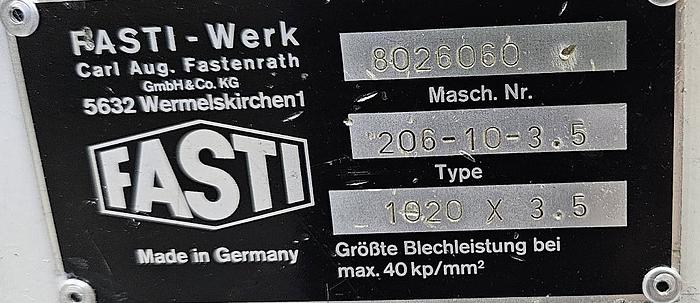 FASTI - Werk
Carl Aug. Fastenrath
GmbH & Co. KG
5632 Wermelskirchen 1
FASTI
Made in Germany
8026060
Masch. Nr.
206-10-3.5
Type
1020 X 3.5
Größte Blechleistung bei
max. 40 kp/mm²